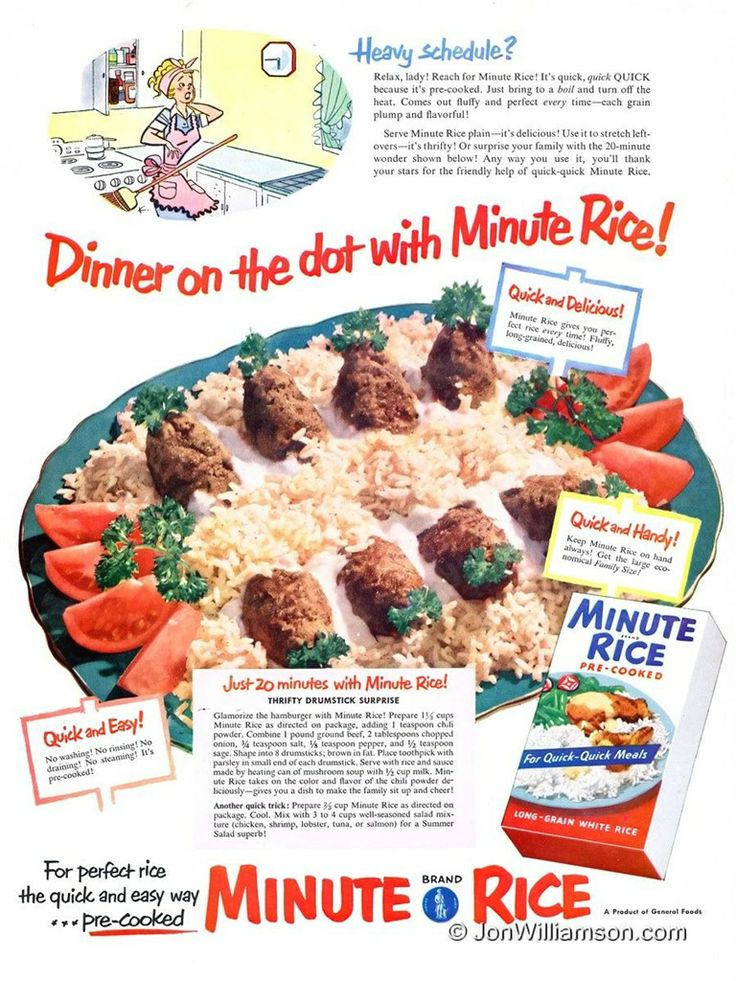 Heavy schedule?
Relax, lady! Reach for Minute Rice! It's quick, quick QUICK
because it's pre-cooked. Just bring to a boil and turn off the
heat. Comes out fluffy and perfect every time—each grain
plump and flavorful!
Serve Minute Rice plain—it's delicious! Use it to stretch left-
overs—it's thrifty! Or surprise your family with the 20-minute
wonder shown below! Any way you use it, you'll thank
your stars for the friendly help of quick-quick Minute Rice.
Dinner on the dot with Minute Rice!
Quick and Delicious!
Minute Rice gives you per-
fect rice every time! Fluffy,
long-grained, delicious!
Quick and Handy!
Keep Minute Rice on hand
always! Get the large eco-
nomical Family Size!
MINUTE
BRAND
RICE
PRE-COOKED
For Quick-Quick Meals
LONG-GRAIN WHITE RICE
Quick and Easy!
No washing! No rinsing! No
draining! No steaming! It's
pre-cooked!
Just 20 minutes with Minute Rice!
THRIFTY DRUMSTICK SURPRISE
Glamorize the hamburger with Minute Rice! Prepare 1⅓ cups
Minute Rice as directed on package, adding 1 teaspoon chili
powder. Combine 1 pound ground beef, 2 tablespoons chopped
onion, ¾ teaspoon salt, ⅛ teaspoon pepper, and ½ teaspoon
sage. Shape into 8 drumsticks; brown in fat. Place toothpick with
parsley in small end of each drumstick. Serve with rice and sauce
made by heating can of mushroom soup with ½ cup milk. Min-
ute Rice takes on the color and flavor of the chili powder de-
liciously—gives you a dish to make the family sit up and cheer!
Another quick trick: Prepare ⅔ cup Minute Rice as directed on
package. Cool. Mix with 3 to 4 cups well-seasoned salad mix-
ture (chicken, shrimp, lobster, tuna, or salmon) for a Summer
Salad superb!
For perfect rice
the quick and easy way
*** pre-cooked
MINUTE BRAND RICE
A Product of General Foods
© JonWilliamson.com